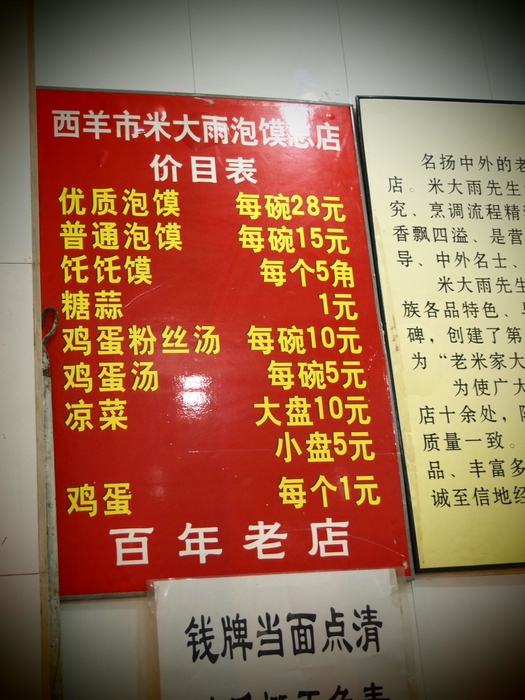 西羊市米大雨泡馍总店
价目表
优质泡馍 每碗28元
普通泡馍 每碗15元
饦饦馍 每个5角
糖蒜 1元
鸡蛋粉丝汤 每碗10元
鸡蛋汤 每碗5元
凉菜 大盘10元
小盘5元
鸡蛋 每个1元
百年老店
名扬中外的老
店。米大雨先生
究、烹调流程精
香飘四溢、是营
导、中外名士、
米大雨先生
族各品特色、
碑，创建了第
为“老米家大
为使广大
店十余处，
质量一致。
品、丰富多
诚至信地经
钱牌当面点清